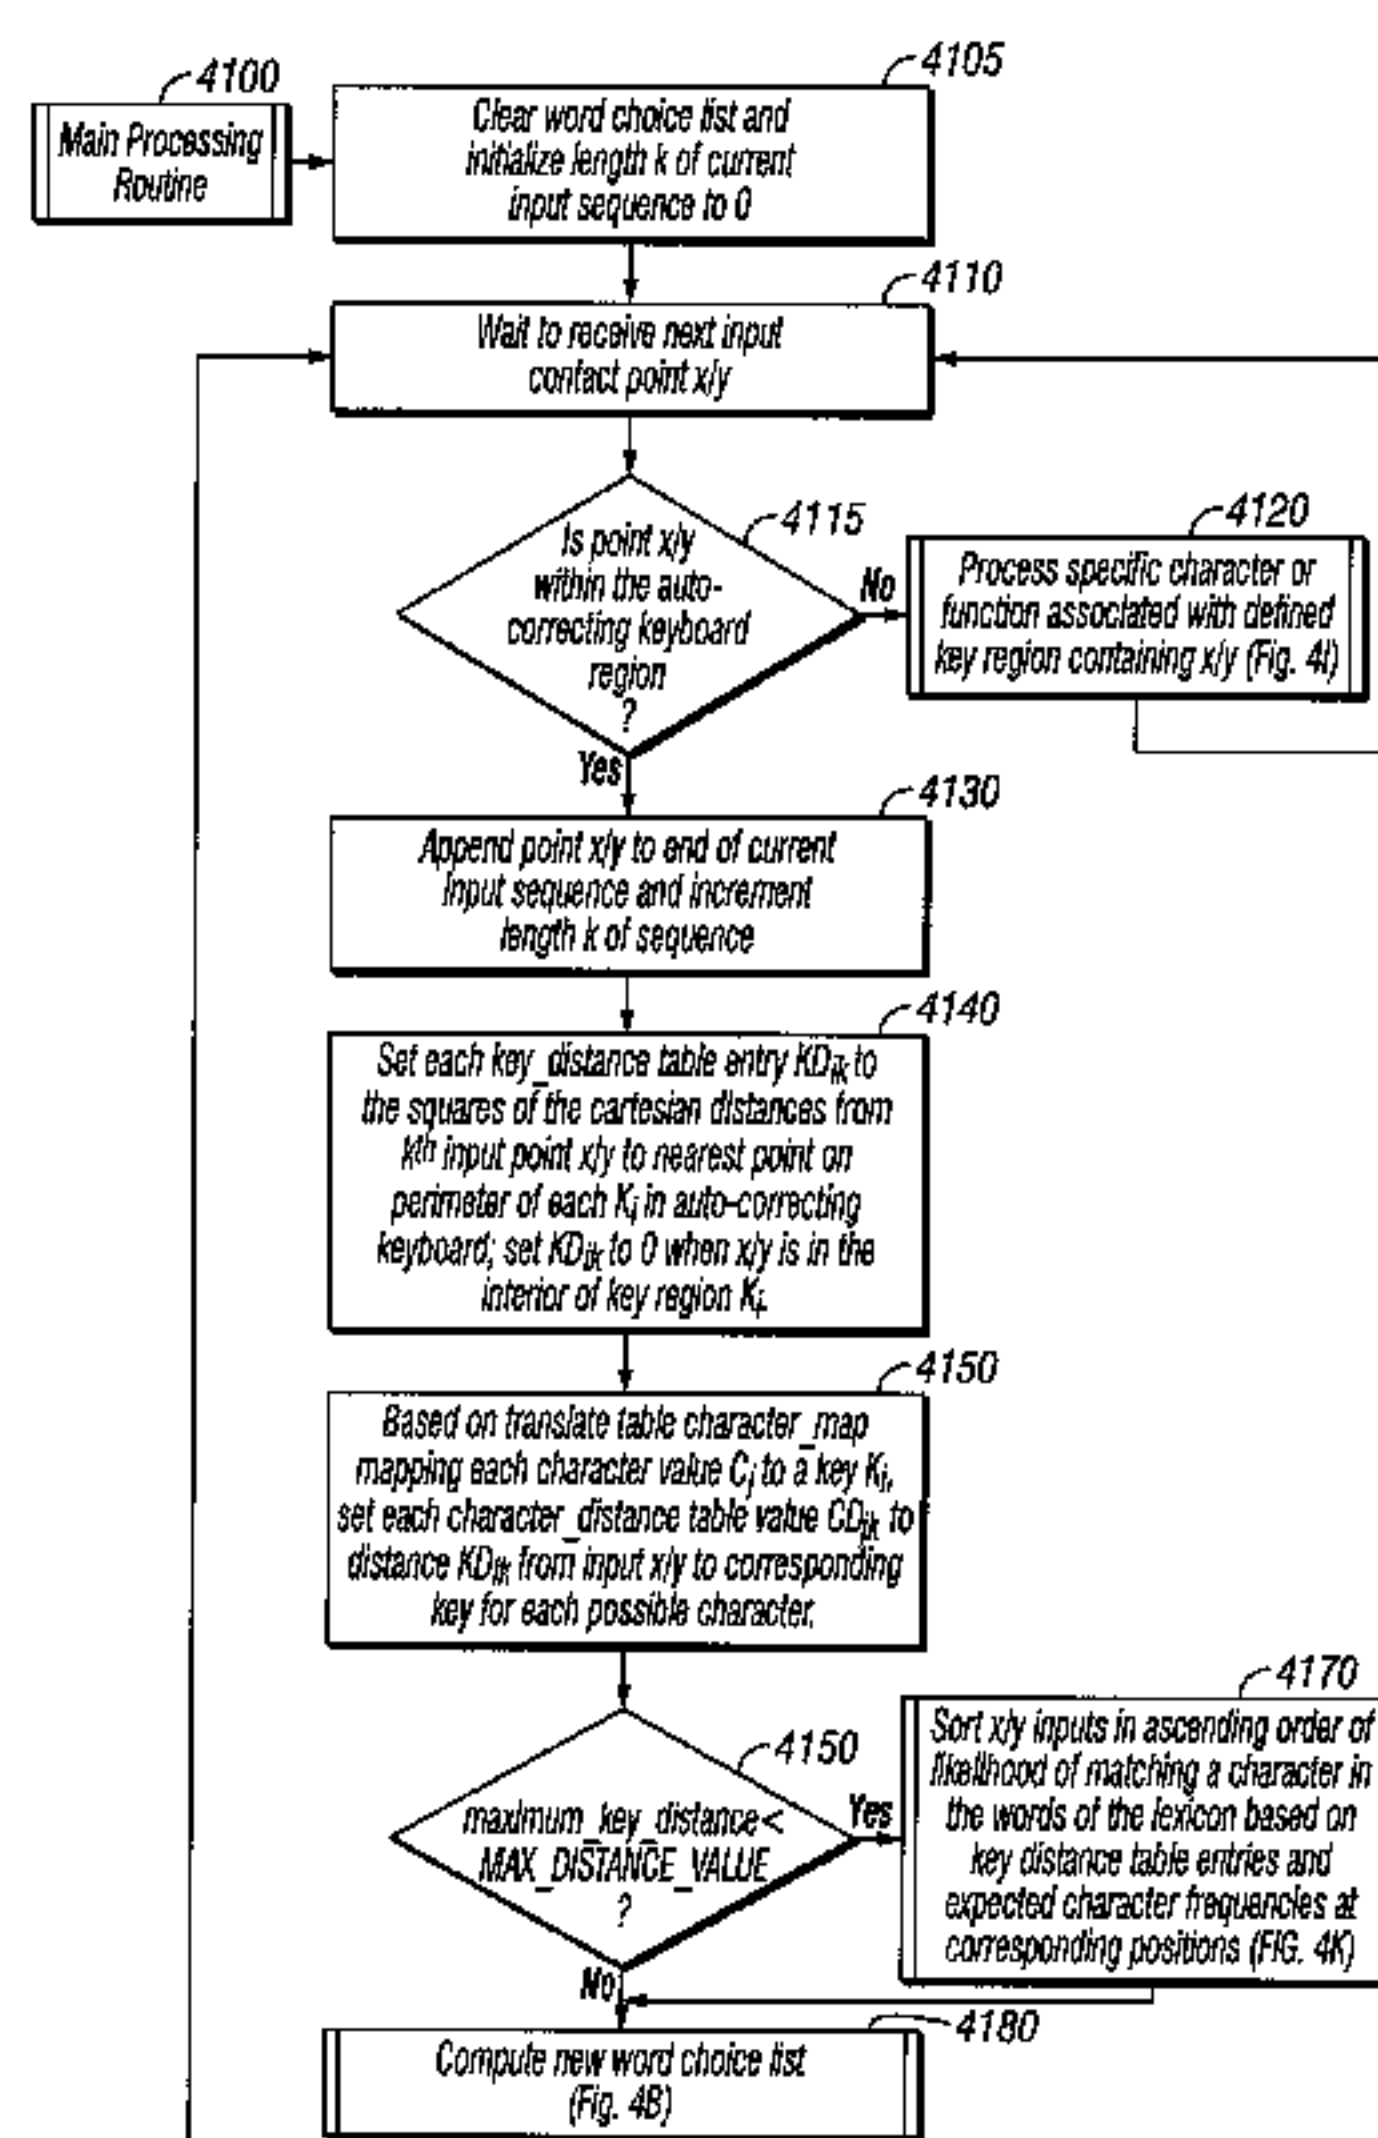 4100
Main Processing
Routine
4105
Clear word choice list and
initialize length k of current
input sequence to 0
4110
Wait to receive next input
contact point x/y
4115
Is point x/y
within the auto-
correcting keyboard
region
?
No
Yes
4120
Process specific character or
function associated with defined
key region containing x/y (Fig. 4I)
4130
Append point x/y to end of current
input sequence and increment
length k of sequence
4140
Set each key_distance table entry KDik to
the squares of the cartesian distances from
kth input point x/y to nearest point on
perimeter of each Ki in auto-correcting
keyboard; set KDik to 0 when x/y is in the
interior of key region Ki.
4150
Based on translate table character_map
mapping each character value Cj to a key Ki,
set each character_distance table value CDjk to
distance KDik from input x/y to corresponding
key for each possible character.
4150
maximum_key_distance<
MAX_DISTANCE_VALUE
?
Yes
No
4170
Sort x/y inputs in ascending order of
likelihood of matching a character in
the words of the lexicon based on
key distance table entries and
expected character frequencies at
corresponding positions (FIG. 4K)
4180
Compute new word choice list
(Fig. 4B)